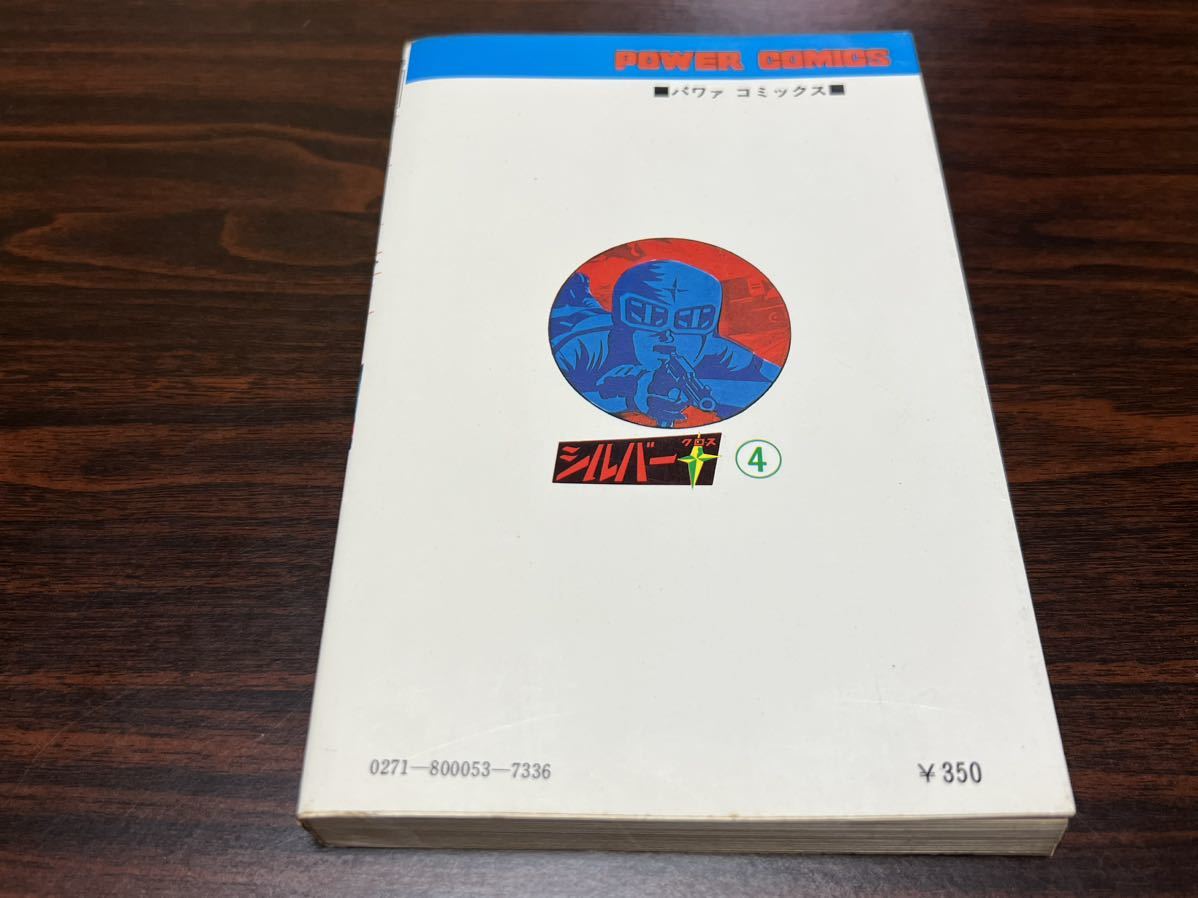 POWER COMICS
■パワァ コミックス■
クロス
シルバー ④
0271—800053—7336
¥350